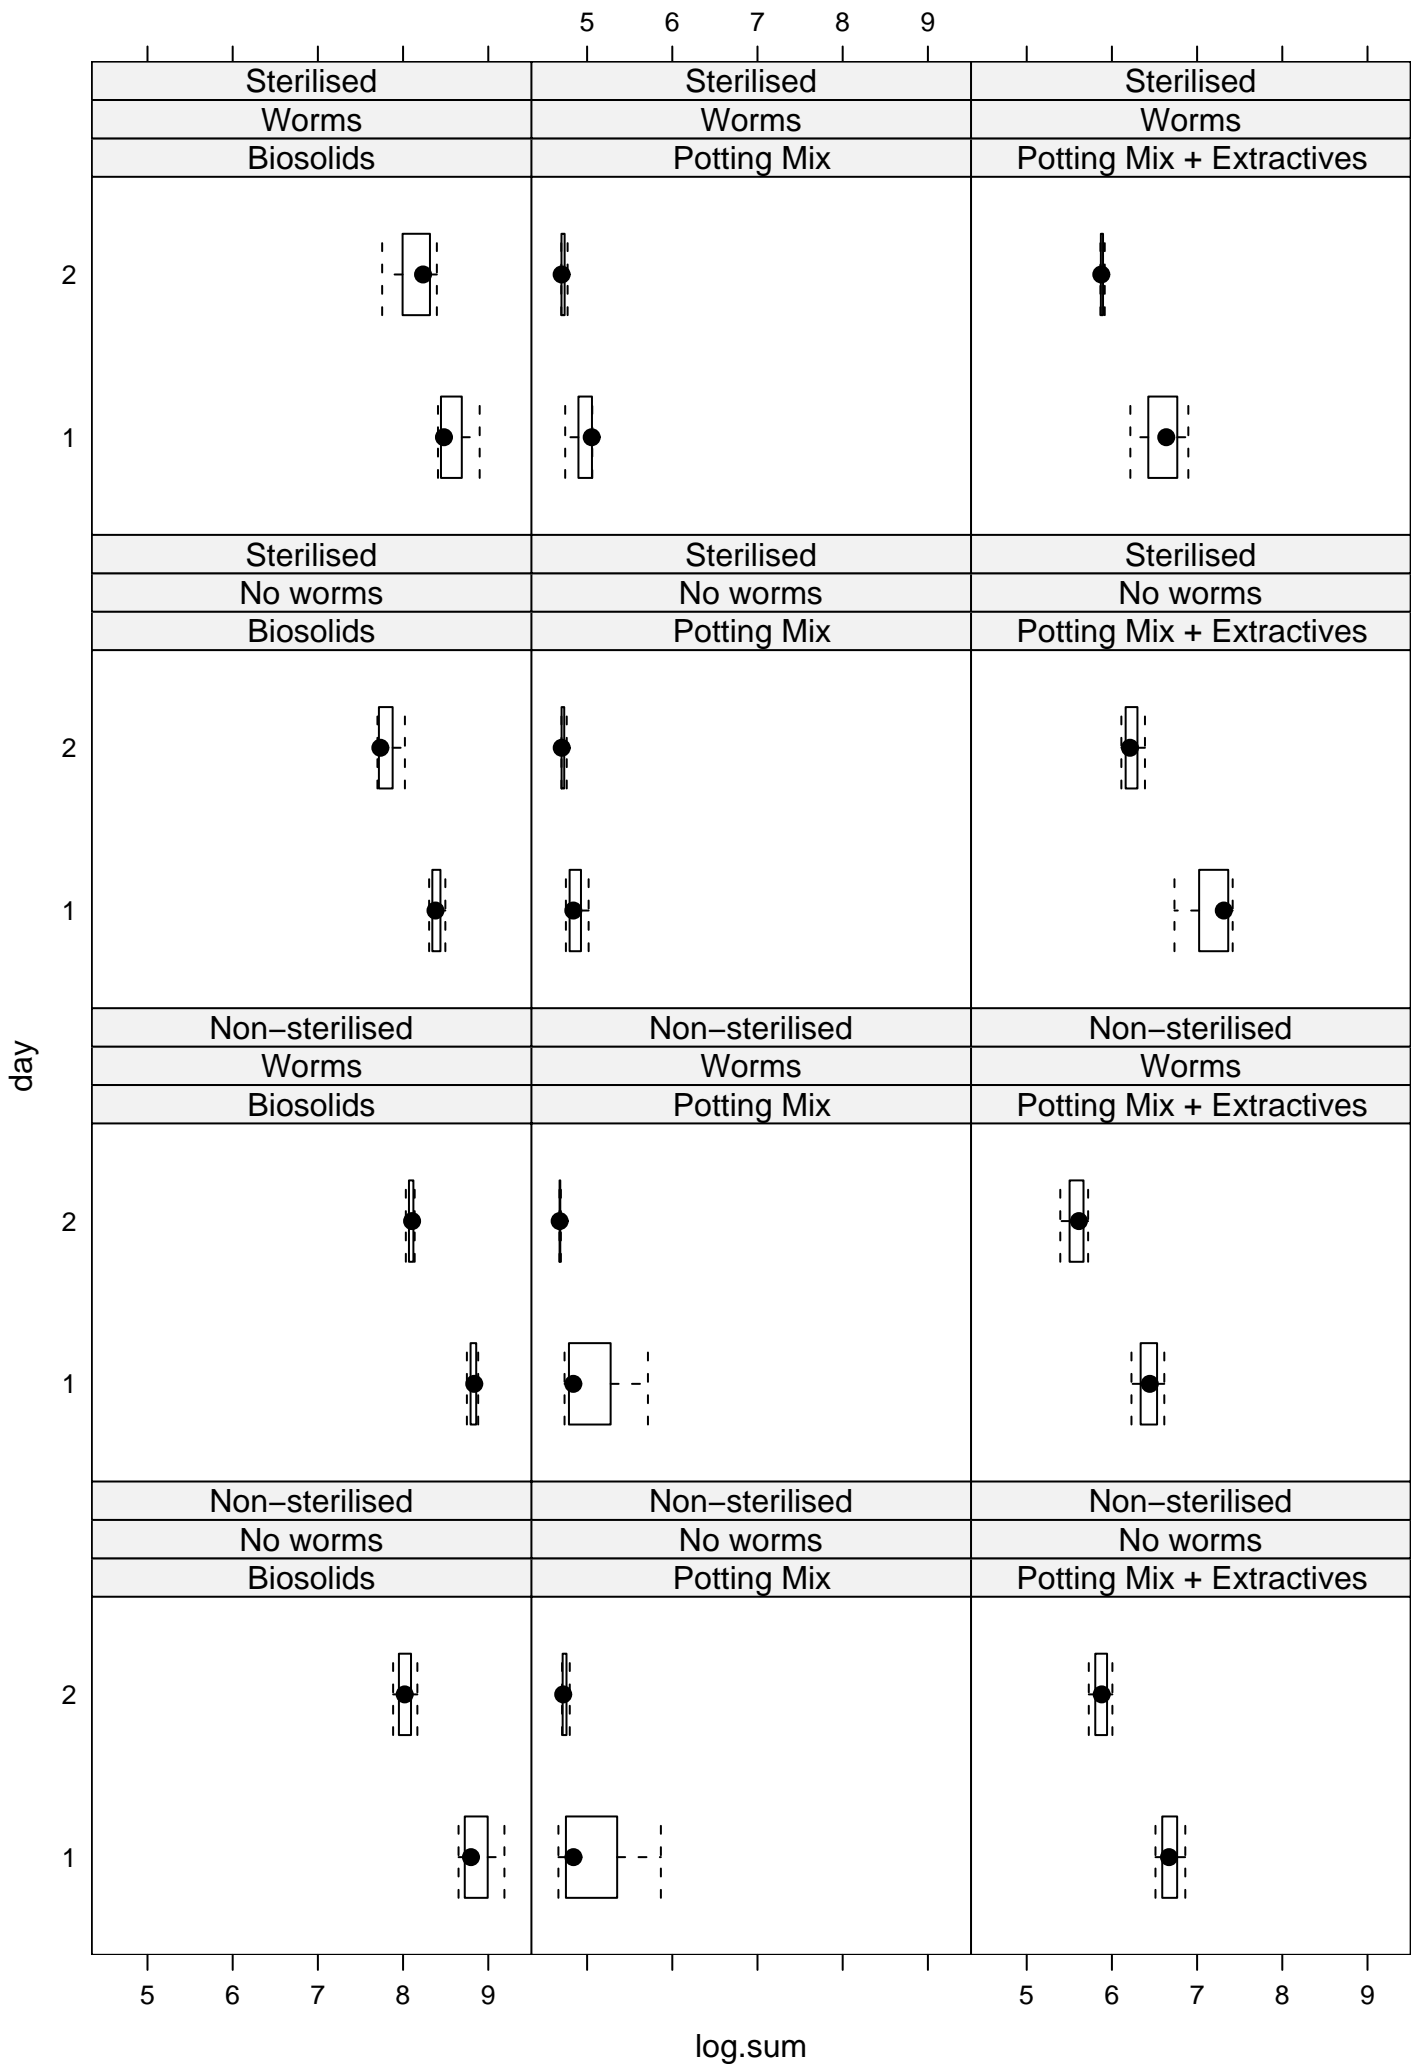 5 6 7 8 9
Sterilised Sterilised Sterilised
Worms Worms Worms
Biosolids Potting Mix Potting Mix + Extractives
2
1
Sterilised Sterilised Sterilised
No worms No worms No worms
Biosolids Potting Mix Potting Mix + Extractives
2
1
Non−sterilised Non−sterilised Non−sterilised
day
Worms Worms Worms
Biosolids Potting Mix Potting Mix + Extractives
2
1
Non−sterilised Non−sterilised Non−sterilised
No worms No worms No worms
Biosolids Potting Mix Potting Mix + Extractives
2
1
5 6 7 8 9 5 6 7 8 9
log.sum